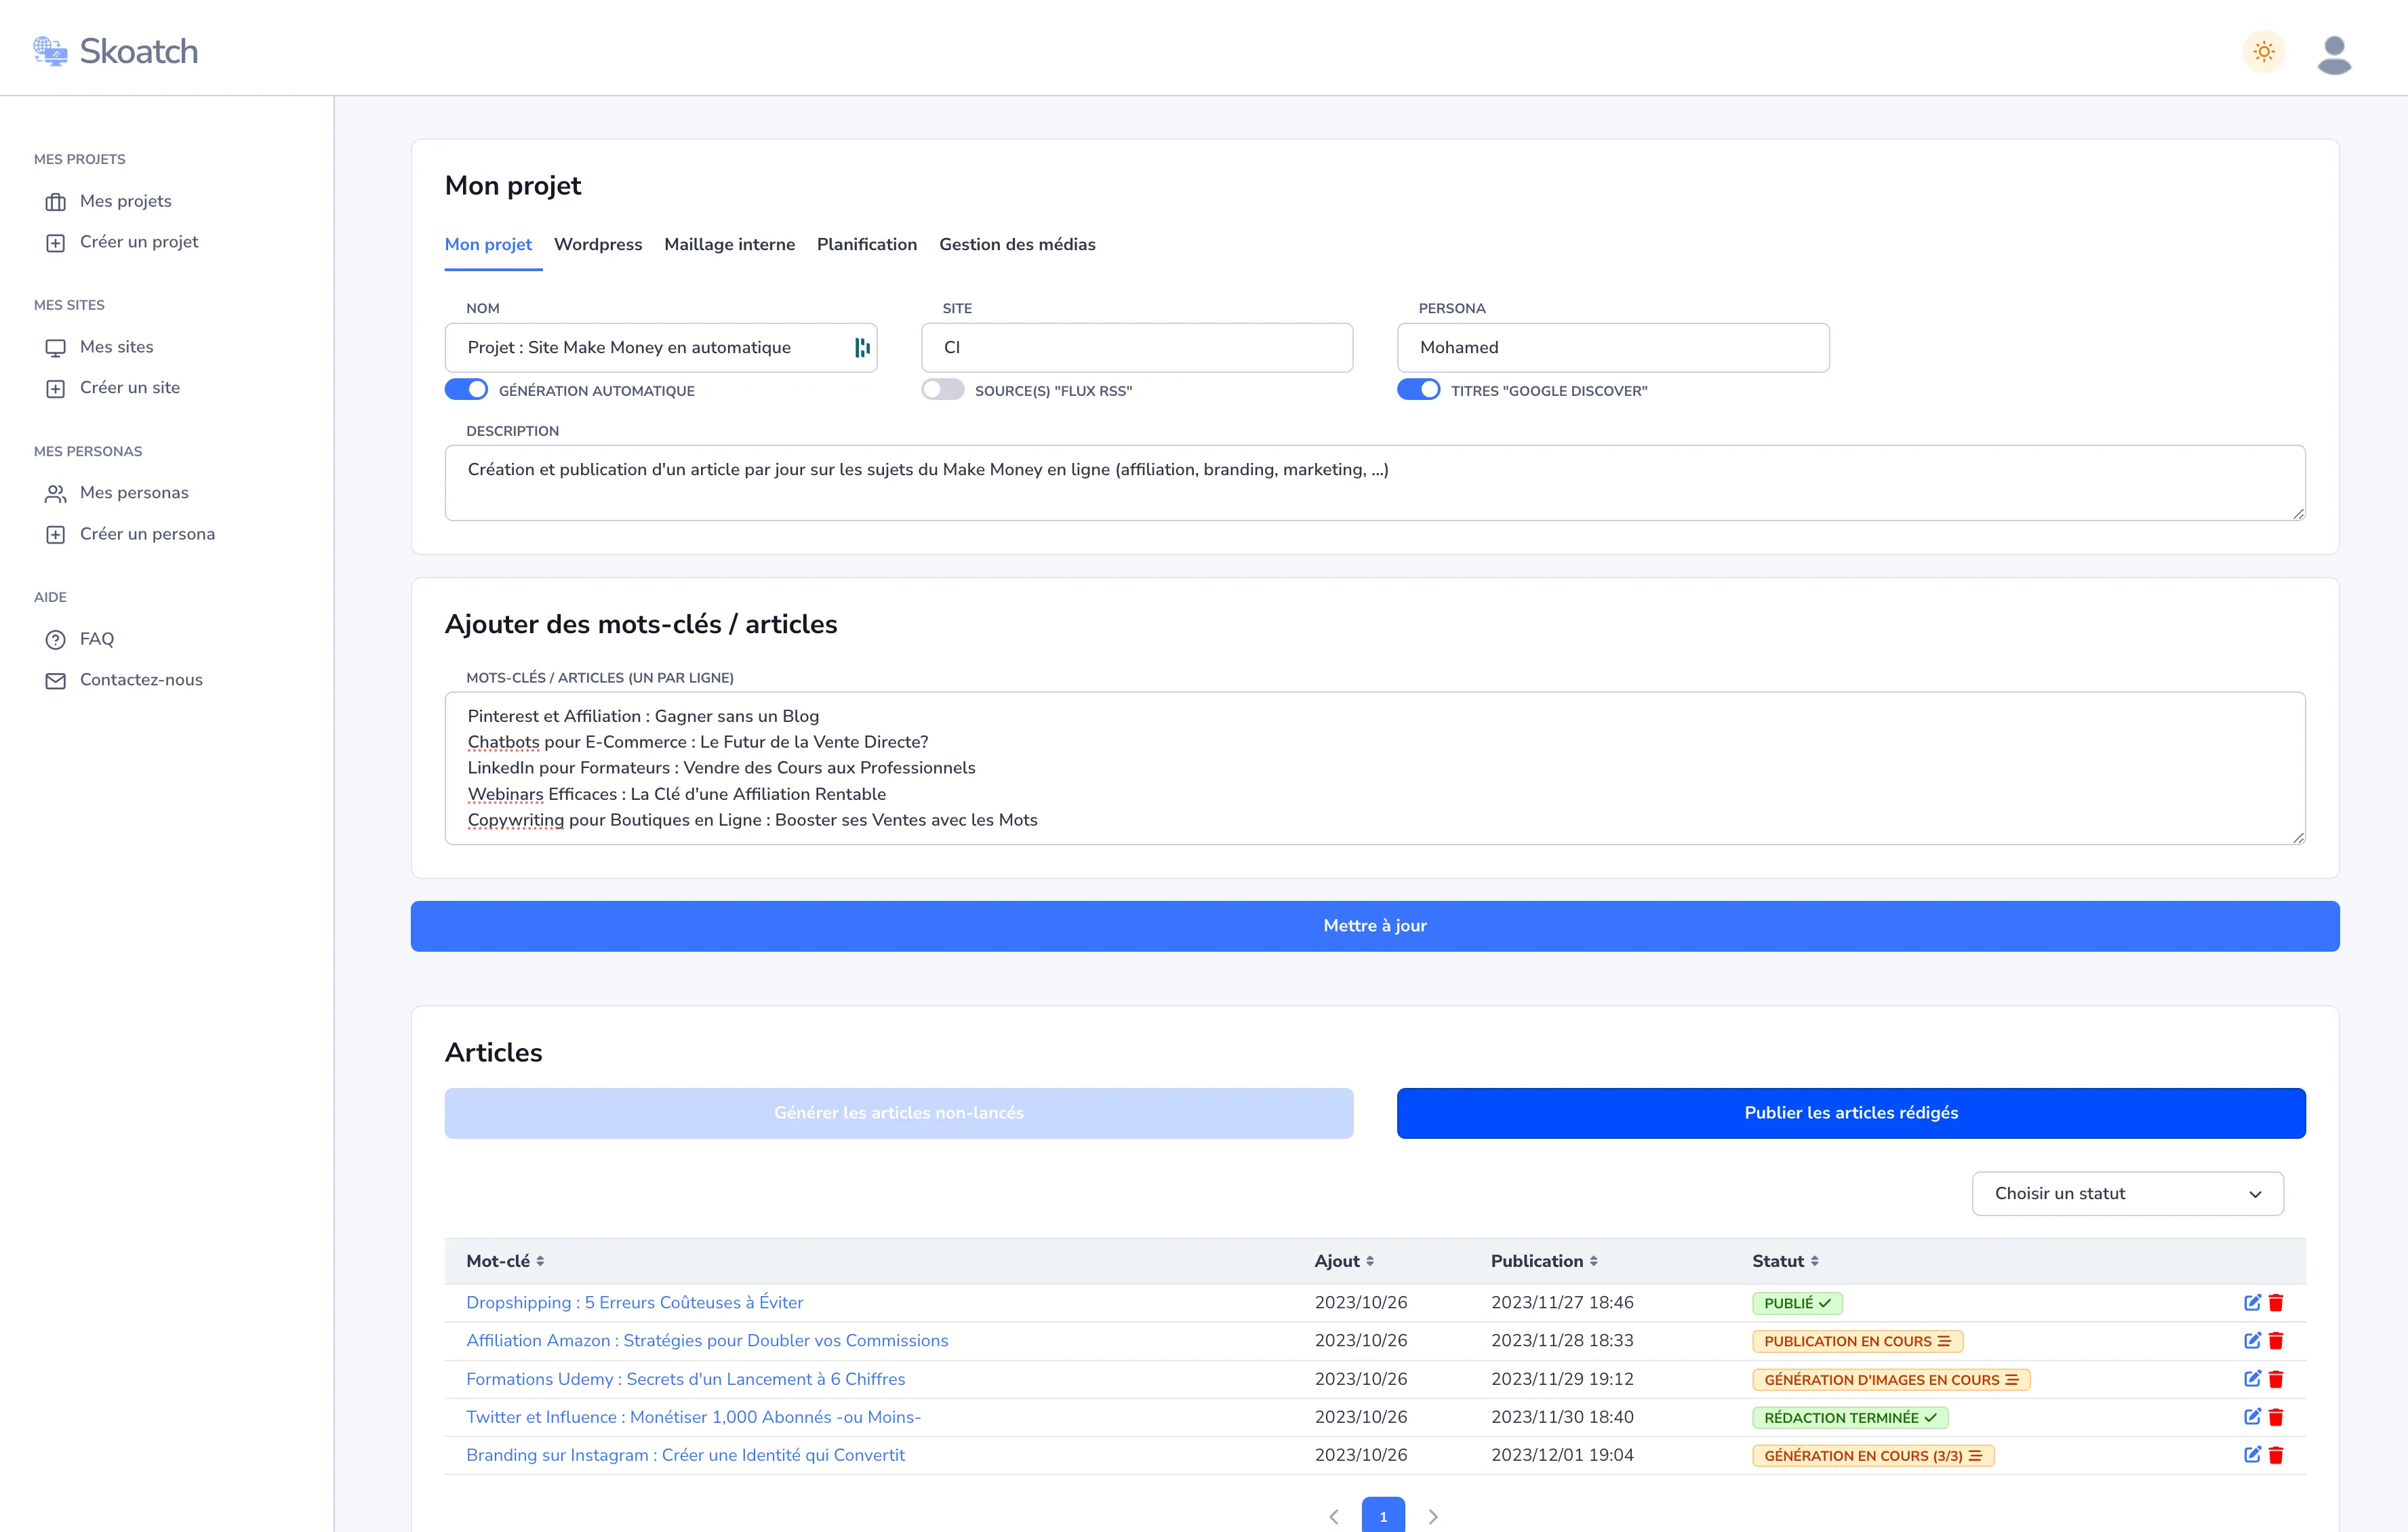 Skoatch
MES PROJETS
Mes projets
Créer un projet
MES SITES
Mes sites
Créer un site
MES PERSONAS
Mes personas
Créer un persona
AIDE
FAQ
Contactez-nous
Mon projet
Mon projet Wordpress Maillage interne Planification Gestion des médias
NOM SITE PERSONA
Projet : Site Make Money en automatique CI Mohamed
GÉNÉRATION AUTOMATIQUE SOURCE(S) "FLUX RSS" TITRES "GOOGLE DISCOVER"
DESCRIPTION
Création et publication d'un article par jour sur les sujets du Make Money en ligne (affiliation, branding, marketing, ...)
Ajouter des mots-clés / articles
MOTS-CLÉS / ARTICLES (UN PAR LIGNE)
Pinterest et Affiliation : Gagner sans un Blog
Chatbots pour E-Commerce : Le Futur de la Vente Directe?
LinkedIn pour Formateurs : Vendre des Cours aux Professionnels
Webinars Efficaces : La Clé d'une Affiliation Rentable
Copywriting pour Boutiques en Ligne : Booster ses Ventes avec les Mots
Mettre à jour
Articles
Générer les articles non-lancés Publier les articles rédigés
Choisir un statut
Mot-clé Ajout Publication Statut
Dropshipping : 5 Erreurs Coûteuses à Éviter 2023/10/26 2023/11/27 18:46 PUBLIÉ
Affiliation Amazon : Stratégies pour Doubler vos Commissions 2023/10/26 2023/11/28 18:33 PUBLICATION EN COURS
Formations Udemy : Secrets d'un Lancement à 6 Chiffres 2023/10/26 2023/11/29 19:12 GÉNÉRATION D'IMAGES EN COURS
Twitter et Influence : Monétiser 1,000 Abonnés -ou Moins- 2023/10/26 2023/11/30 18:40 RÉDACTION TERMINÉE
Branding sur Instagram : Créer une Identité qui Convertit 2023/10/26 2023/12/01 19:04 GÉNÉRATION EN COURS (3/3)
1